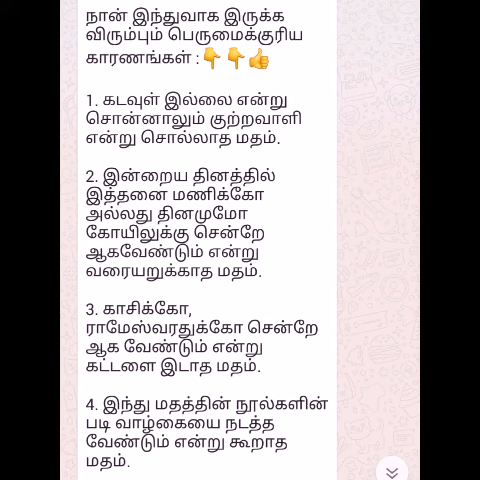 நான் இந்துவாக இருக்க
விரும்பும் பெருமைக்குரிய
காரணங்கள் :👇👇👍
1. கடவுள் இல்லை என்று
சொன்னாலும் குற்றவாளி
என்று சொல்லாத மதம்.
2. இன்றைய தினத்தில்
இத்தனை மணிக்கோ
அல்லது தினமுமோ
கோயிலுக்கு சென்றே
ஆகவேண்டும் என்று
வரையறுக்காத மதம்.
3. காசிக்கோ,
ராமேஸ்வரதுக்கோ சென்றே
ஆக வேண்டும் என்று
கட்டளை இடாத மதம்.
4. இந்து மதத்தின் நூல்களின்
படி வாழ்கையை நடத்த
வேண்டும் என்று கூறாத
மதம்.